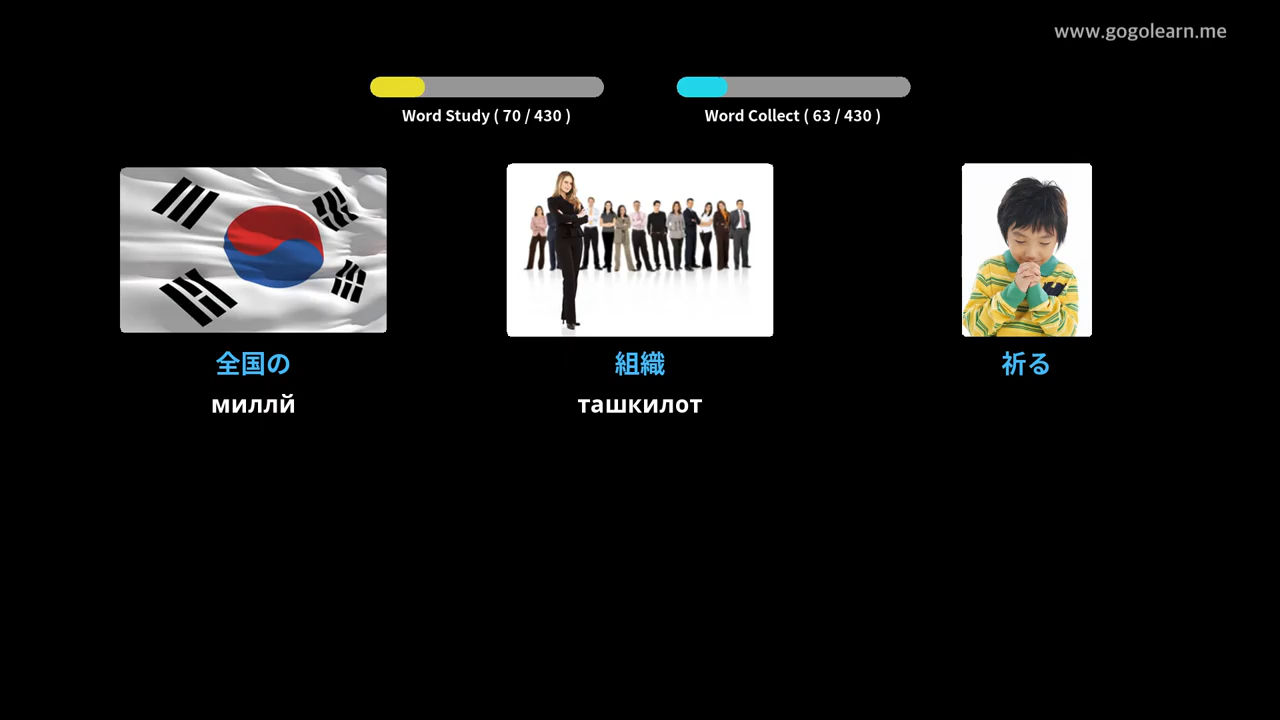 www.gogolearn.me
Word Study ( 70 / 430 )
Word Collect ( 63 / 430 )
全国の
миллй
組織
ташкилот
祈る